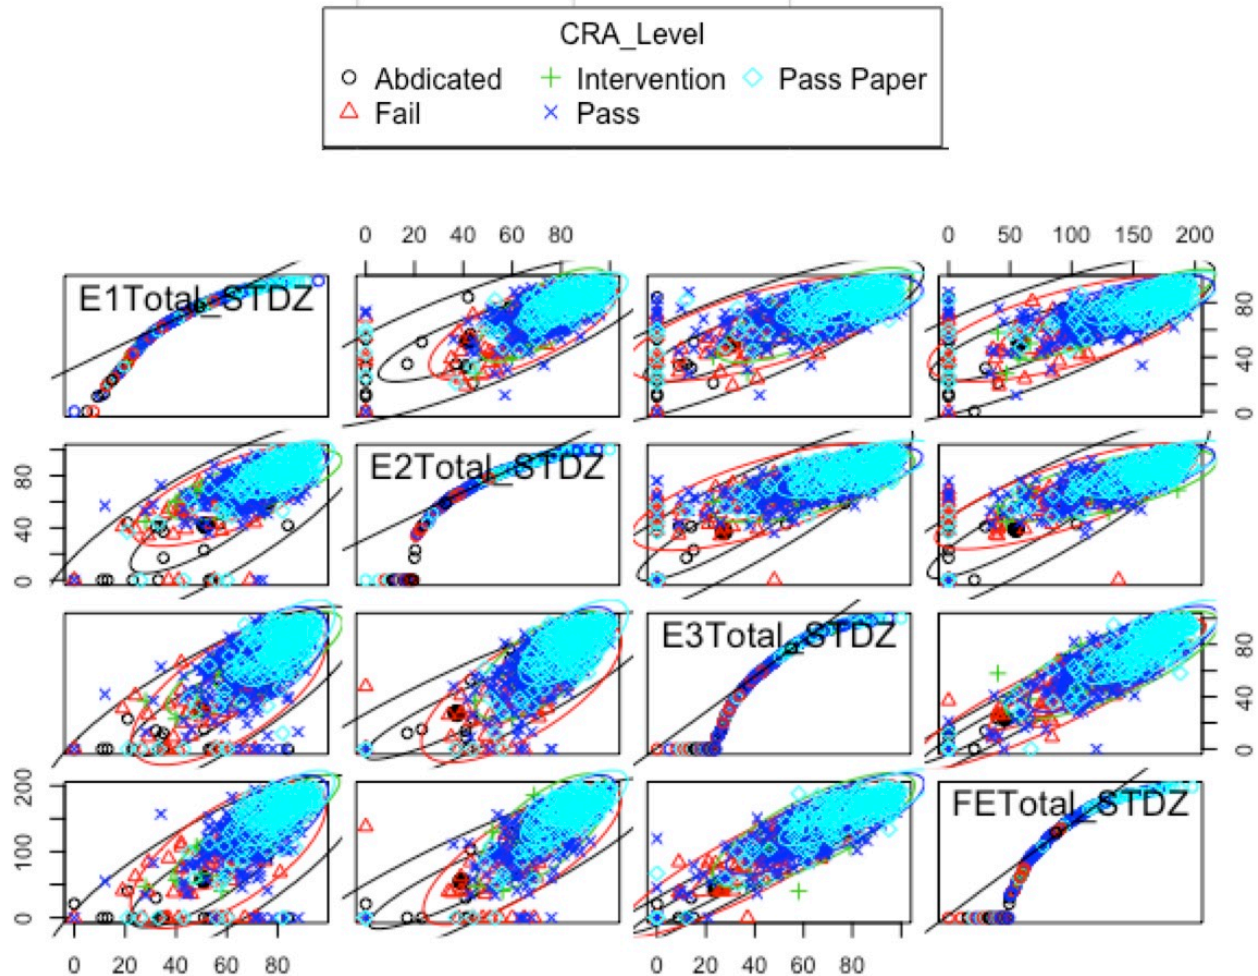 CRA_Level
Abdicated Intervention Pass Paper
Fail Pass
0 20 40 60 80 0 50 100 150 200
E1Total_STDZ
0 40 80
E2Total_STDZ
0 40 80
E3Total_STDZ
0 40 80
FETotal_STDZ
0 100 200
0 20 40 60 80 0 20 40 60 80